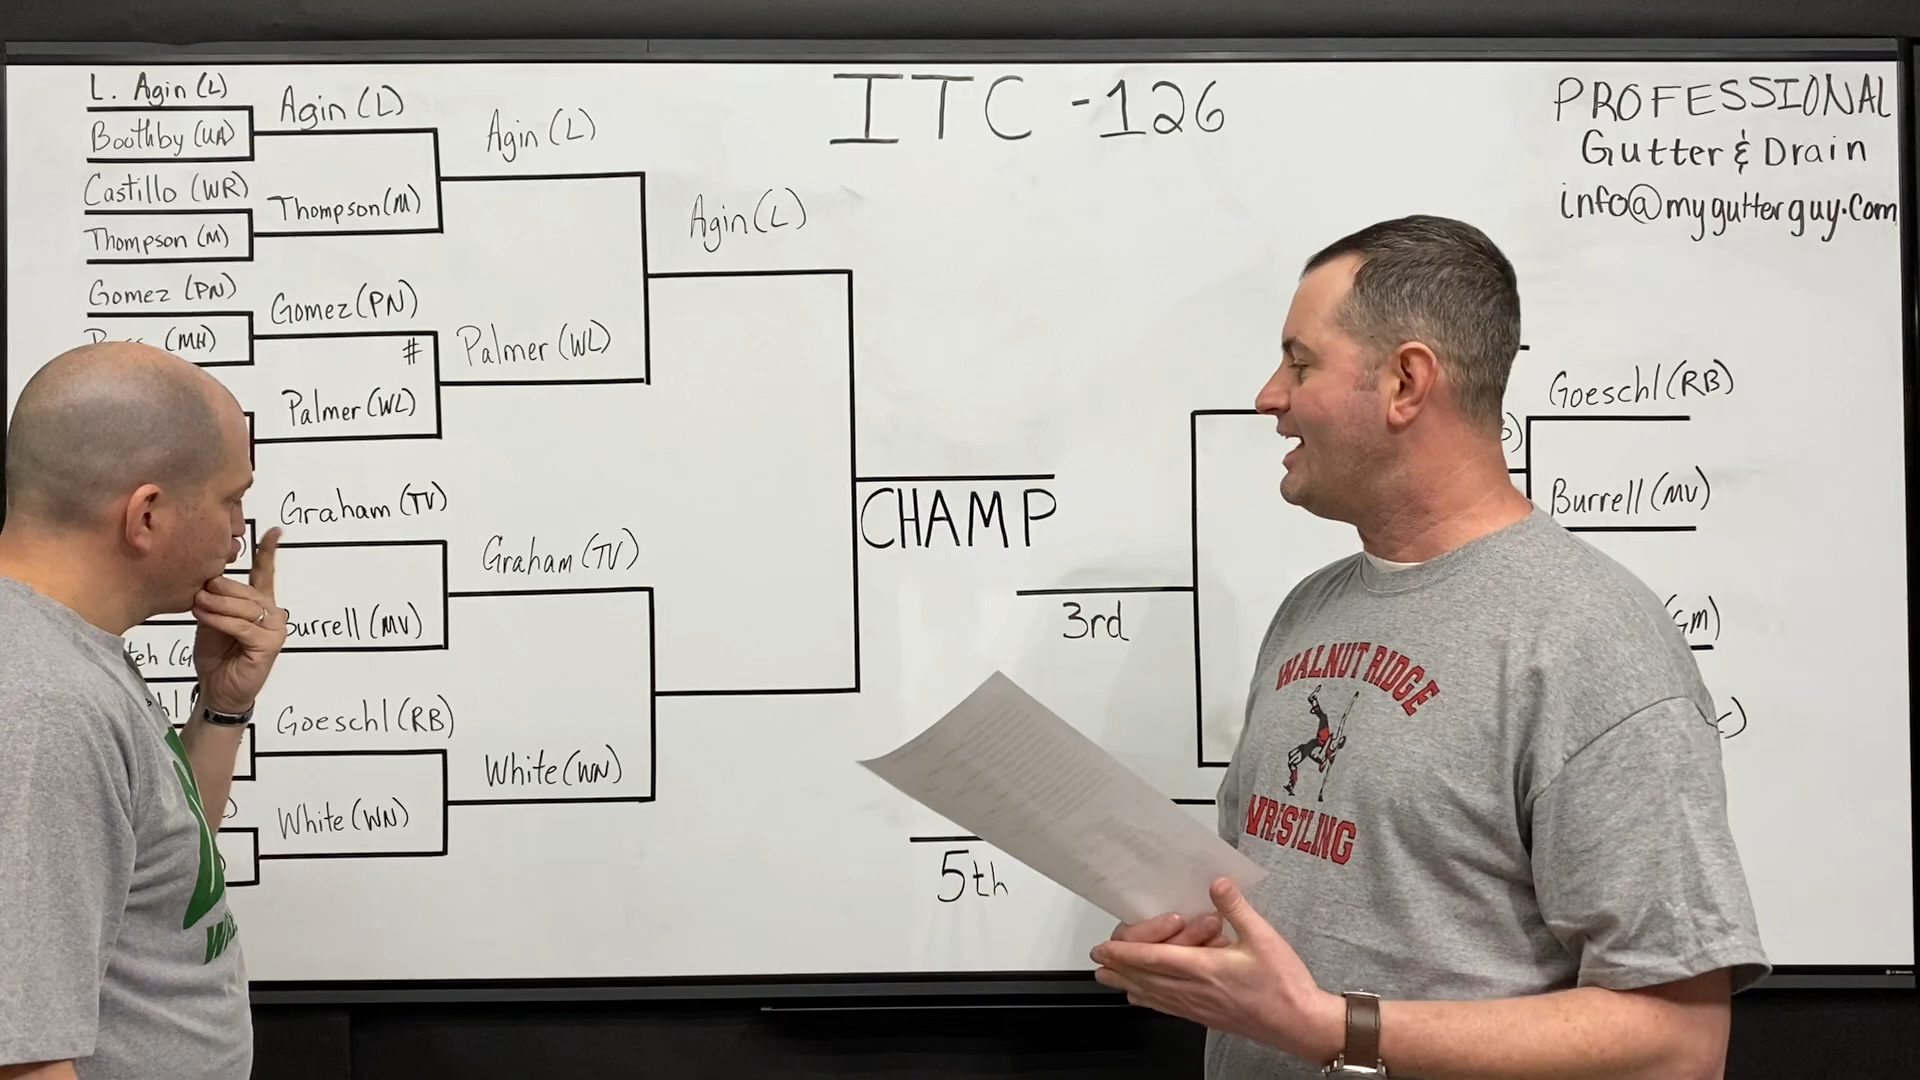 ITC -126
PROFESSIONAL
Gutter & Drain
info@myguttterguy.com
L. Agin (L)
Boothby (UA)
Castillo (WR)
Thompson (M)
Gomez (PN)
(MH)
Agin (L)
Thompson (M)
Gomez (PN)
#
Palmer (WL)
Graham (TV)
Burrell (MV)
Goeschl (RB)
White (WN)
Agin (L)
Palmer (WL)
Graham (TV)
White (WN)
Agin (L)
CHAMP
3rd
5th
Goeschl (RB)
Burrell (MV)
WALNUT RIDGE
WRESTLING